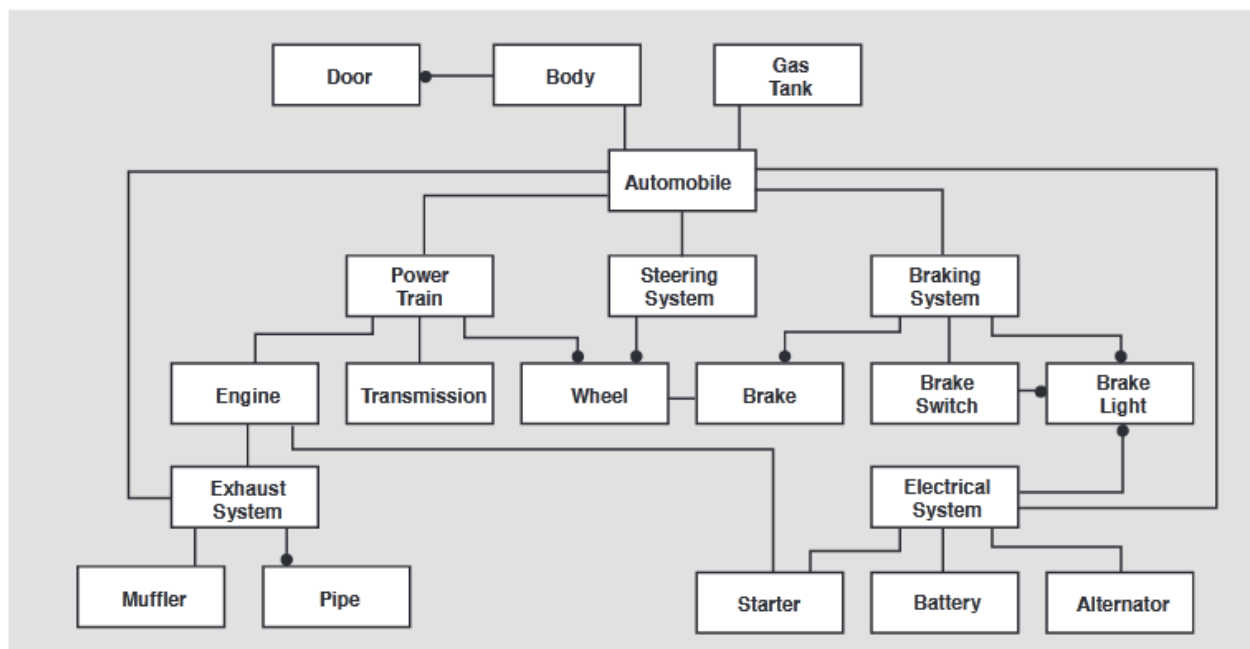 Door
Body
Gas
Tank
Automobile
Power
Train
Steering
System
Braking
System
Engine
Transmission
Wheel
Brake
Brake
Switch
Brake
Light
Exhaust
System
Electrical
System
Muffler
Pipe
Starter
Battery
Alternator